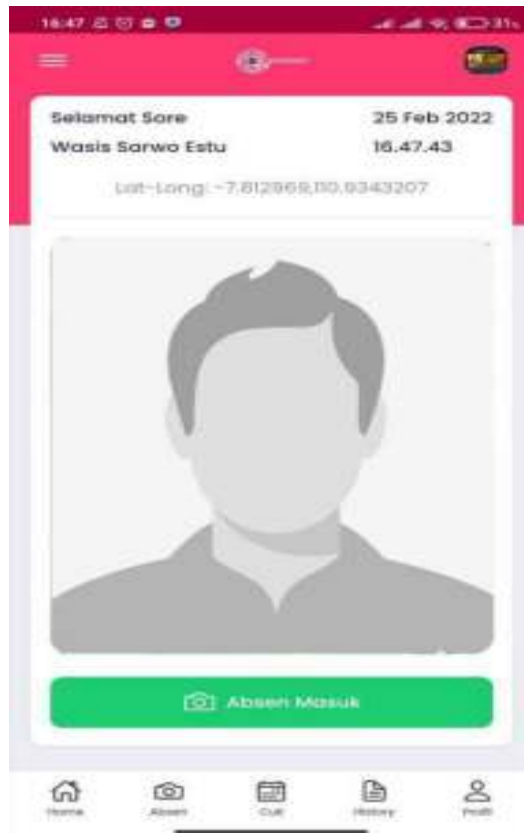 16:47
31%
Selamat Sore 25 Feb 2022
Wasis Sarwo Estu 16.47.43
Lat-Long: -7.812969,110.9343207
Absen Masuk
Home Absen Cuti History Profil